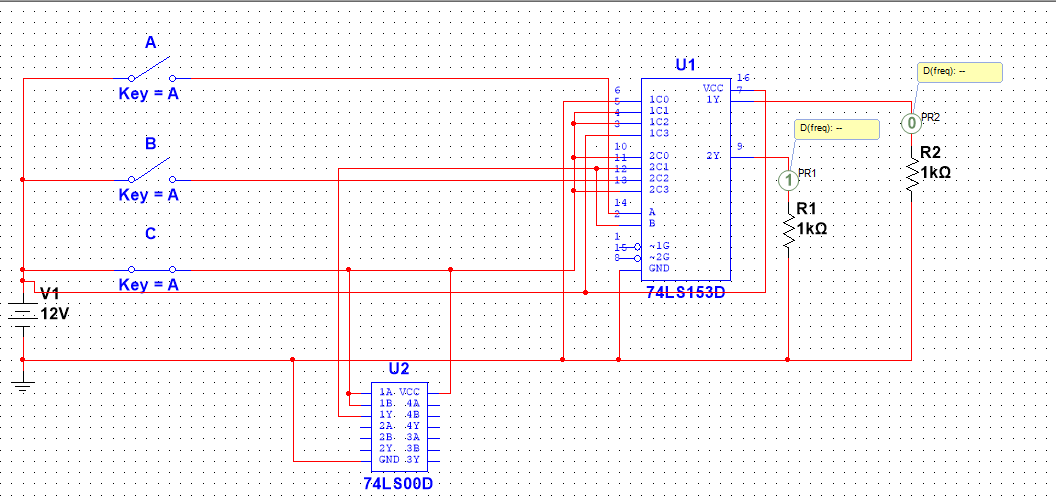 A
Key = A
B
Key = A
C
Key = A
V1
12V
U1
16
VCC
7
1Y
6
1C0
5
1C1
4
1C2
3
1C3
10
2C0
11
2C1
12
2C2
13
2C3
9
2Y
14
A
2
B
1
~1G
15
~2G
8
GND
74LS153D
D(freq): --
1
PR1
R1
1kΩ
D(freq): --
0
PR2
R2
1kΩ
U2
1A VCC
1B 4A
1Y 4B
2A 4Y
2B 3A
2Y 3B
GND 3Y
74LS00D